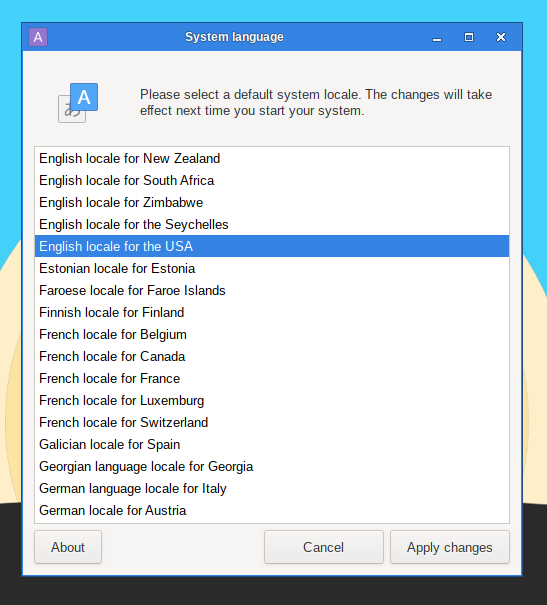 A
System language
あ A
Please select a default system locale. The changes will take
effect next time you start your system.
English locale for New Zealand
English locale for South Africa
English locale for Zimbabwe
English locale for the Seychelles
English locale for the USA
Estonian locale for Estonia
Faroese locale for Faroe Islands
Finnish locale for Finland
French locale for Belgium
French locale for Canada
French locale for France
French locale for Luxemburg
French locale for Switzerland
Galician locale for Spain
Georgian language locale for Georgia
German language locale for Italy
German locale for Austria
About Cancel Apply changes